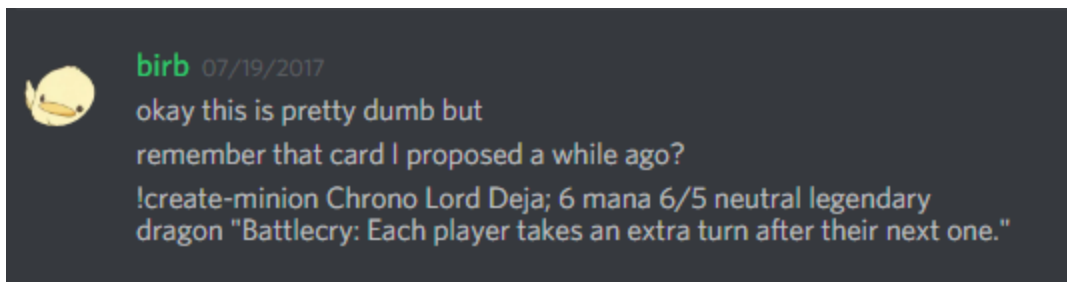 birb 07/19/2017
okay this is pretty dumb but
remember that card I proposed a while ago?
!create-minion Chrono Lord Deja; 6 mana 6/5 neutral legendary
dragon "Battlecry: Each player takes an extra turn after their next one."